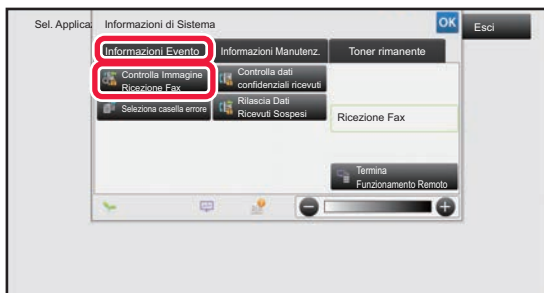 Sel. Applica
Informazioni di Sistema
OK
Esci
Informazioni Evento
Informazioni Manutenz.
Toner rimanente
Controlla Immagine
Ricezione Fax
Controlla dati
confidenziali ricevuti
Seleziona casella errore
Rilascia Dati
Ricevuti Sospesi
Ricezione Fax
Termina
Funzionamento Remoto